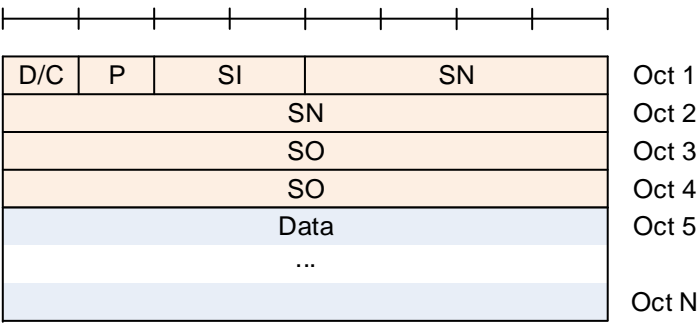 D/C P SI SN Oct 1
SN Oct 2
SO Oct 3
SO Oct 4
Data Oct 5
...
Oct N